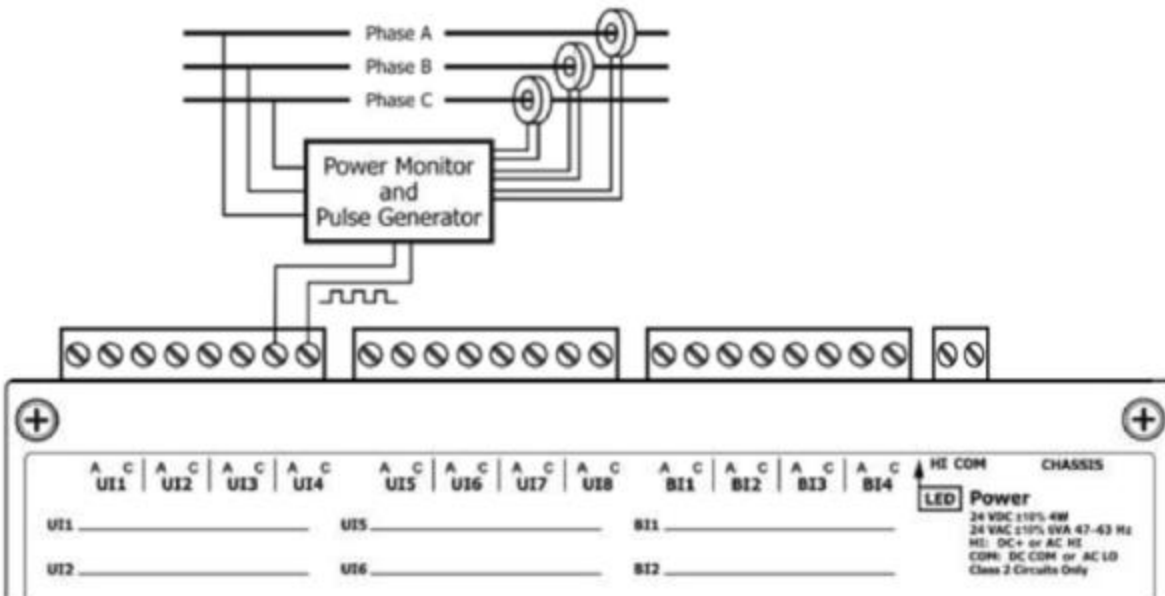 Phase A
Phase B
Phase C
Power Monitor
and
Pulse Generator
A C A C A C A C A C A C A C A C A C A C A C A C HI COM CHASSIS
UI1 UI2 UI3 UI4 UI5 UI6 UI7 UI8 BI1 BI2 BI3 BI4
LED Power
24 VDC ±10% 4W
24 VAC ±10% 6VA 47-63 Hz
HI: DC+ or AC HI
COM: DC COM or AC LO
Class 2 Circuits Only
UI1 UI5 BI1
UI2 UI6 BI2